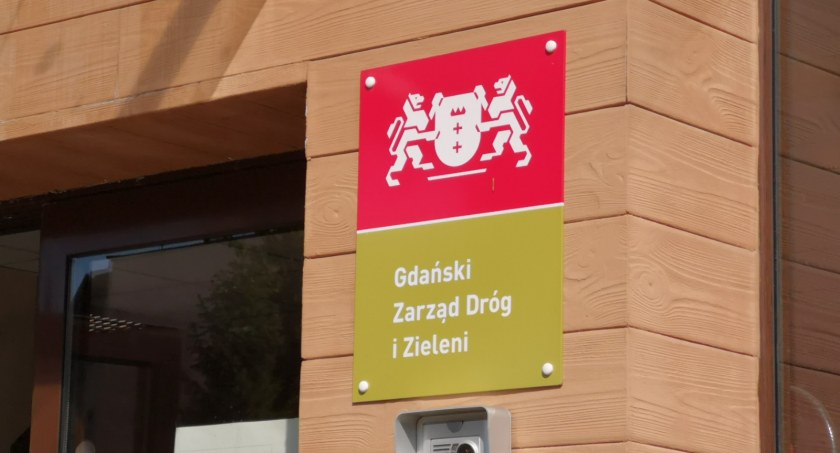 Gdański
Zarząd Dróg
i Zieleni